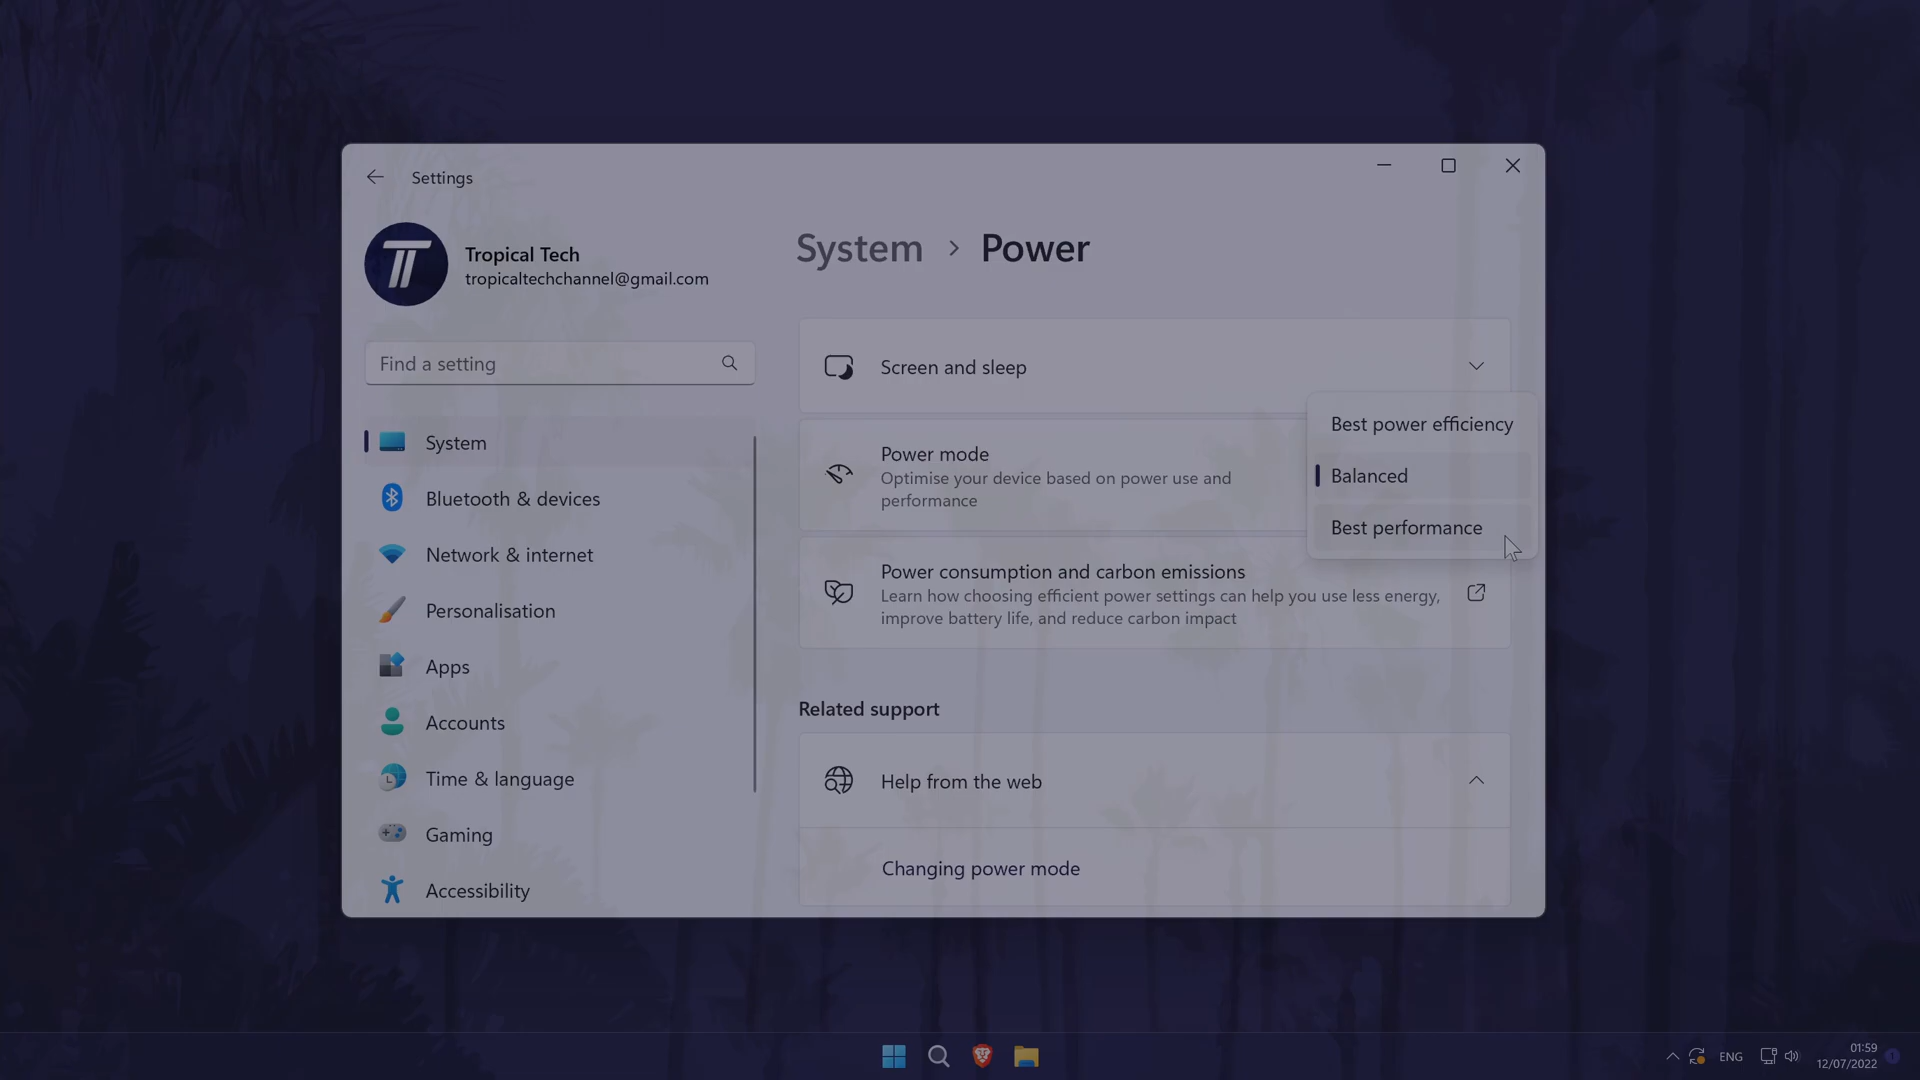 Settings
Tropical Tech
tropicaltechchannel@gmail.com
Find a setting
System
Bluetooth & devices
Network & internet
Personalisation
Apps
Accounts
Time & language
Gaming
Accessibility
System > Power
Screen and sleep
Power mode
Optimise your device based on power use and
performance
Best power efficiency
Balanced
Best performance
Power consumption and carbon emissions
Learn how choosing efficient power settings can help you use less energy,
improve battery life, and reduce carbon impact
Related support
Help from the web
Changing power mode
ENG
01:59
12/07/2022
1